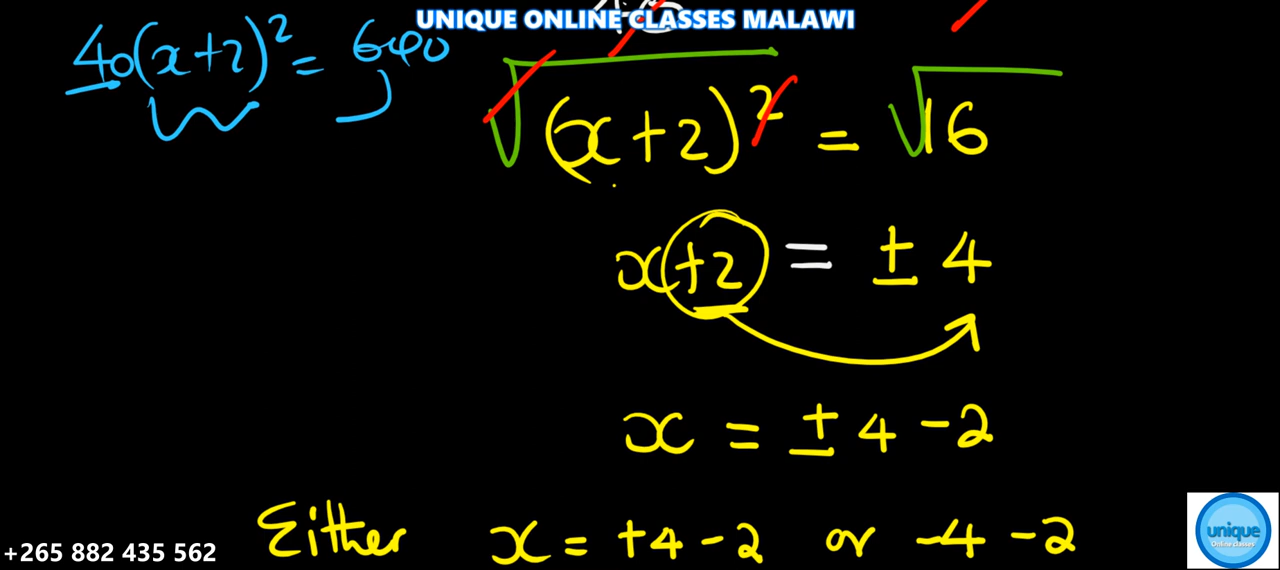 UNIQUE ONLINE CLASSES MALAWI
40(x+2)² = 640
√(x+2)² = √16
x+2 = ± 4
x = ± 4 - 2
Either x = +4 - 2 or -4 - 2
+265 882 435 562
unique
Online classes